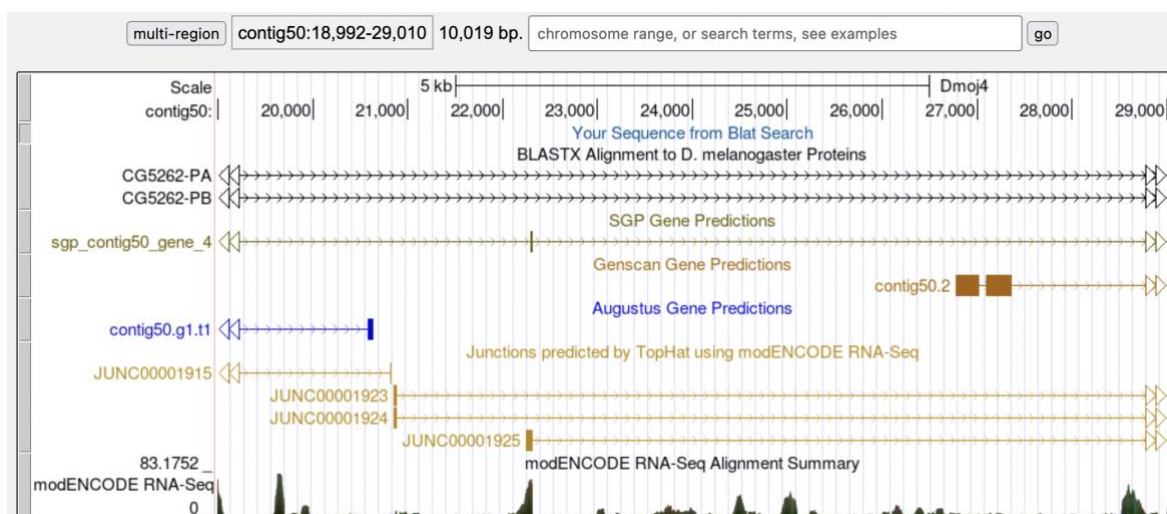 multi-region contig50:18,992-29,010 10,019 bp. chromosome range, or search terms, see examples go
Scale 5 kb Dmoj4
contig50: 20,000 21,000 22,000 23,000 24,000 25,000 26,000 27,000 28,000 29,000
Your Sequence from Blat Search
BLASTX Alignment to D. melanogaster Proteins
CG5262-PA
CG5262-PB
SGP Gene Predictions
sgp_contig50_gene_4
Genscan Gene Predictions
contig50.2
Augustus Gene Predictions
contig50.g1.t1
Junctions predicted by TopHat using modENCODE RNA-Seq
JUNC00001915
JUNC00001923
JUNC00001924
JUNC00001925
83.1752 _ modENCODE RNA-Seq Alignment Summary
modENCODE RNA-Seq
0